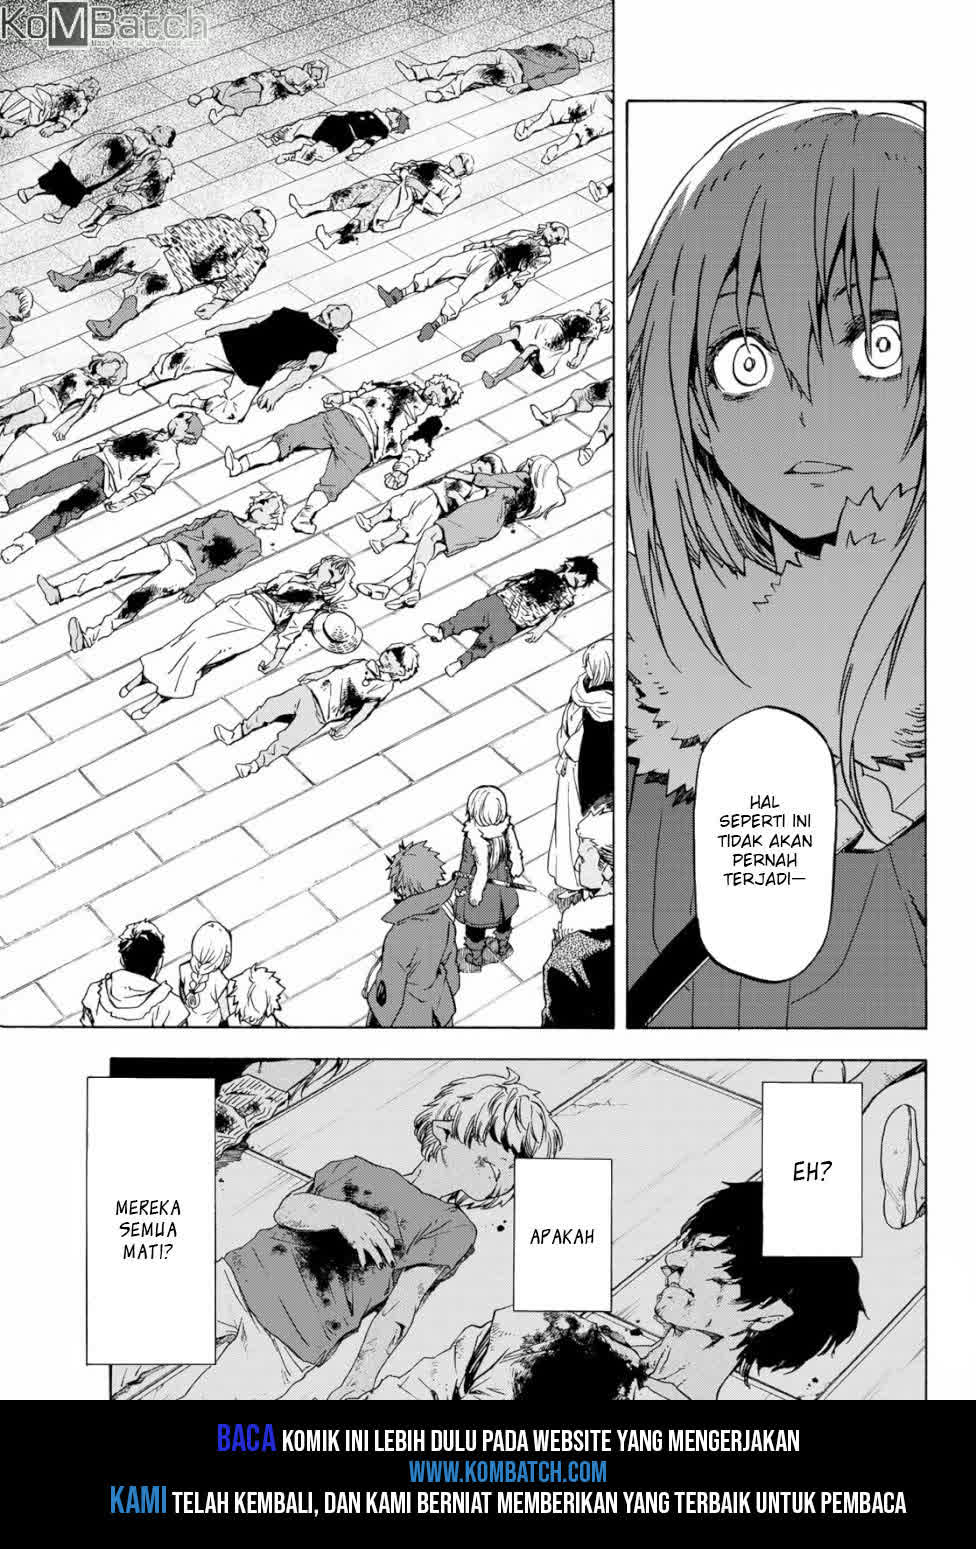 KOMBatch
HAL
SEPERTI INI
TIDAK AKAN
PERNAH
TERJADI—
EH?
APAKAH
MEREKA
SEMUA
MATI?
BACA KOMIK INI LEBIH DULU PADA WEBSITE YANG MENGERJAKAN
WWW.KOMBATCH.COM
KAMI TELAH KEMBALI, DAN KAMI BERNIAT MEMBERIKAN YANG TERBAIK UNTUK PEMBACA